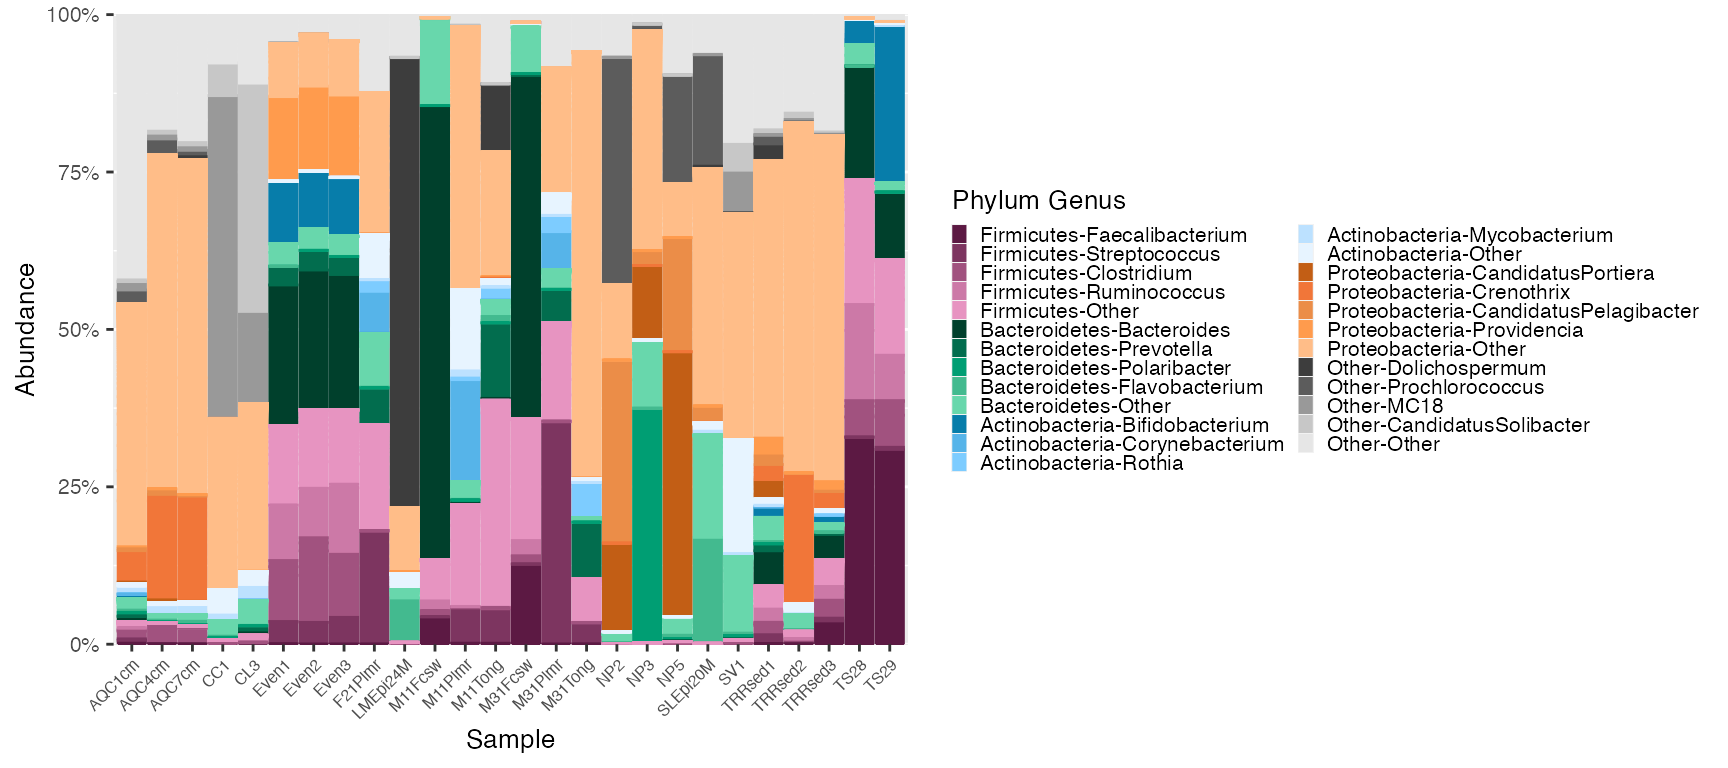 100%
75%
50%
25%
0%
Abundance
AQC1cm
AQC4cm
AQC7cm
CC1
CL3
Even1
Even2
Even3
F21Plmr
LMEpi24M
M11Fcsw
M11Plmr
M11Tong
M31Fcsw
M31Plmr
M31Tong
NP2
NP3
NP5
SLEpi20M
SV1
TRRsed1
TRRsed2
TRRsed3
TS28
TS29
Sample
Phylum Genus
Firmicutes-Faecalibacterium
Firmicutes-Streptococcus
Firmicutes-Clostridium
Firmicutes-Ruminococcus
Firmicutes-Other
Bacteroidetes-Bacteroides
Bacteroidetes-Prevotella
Bacteroidetes-Polaribacter
Bacteroidetes-Flavobacterium
Bacteroidetes-Other
Actinobacteria-Bifidobacterium
Actinobacteria-Corynebacterium
Actinobacteria-Rothia
Actinobacteria-Mycobacterium
Actinobacteria-Other
Proteobacteria-CandidatusPortiera
Proteobacteria-Crenothrix
Proteobacteria-CandidatusPelagibacter
Proteobacteria-Providencia
Proteobacteria-Other
Other-Dolichospermum
Other-Prochlorococcus
Other-MC18
Other-CandidatusSolibacter
Other-Other